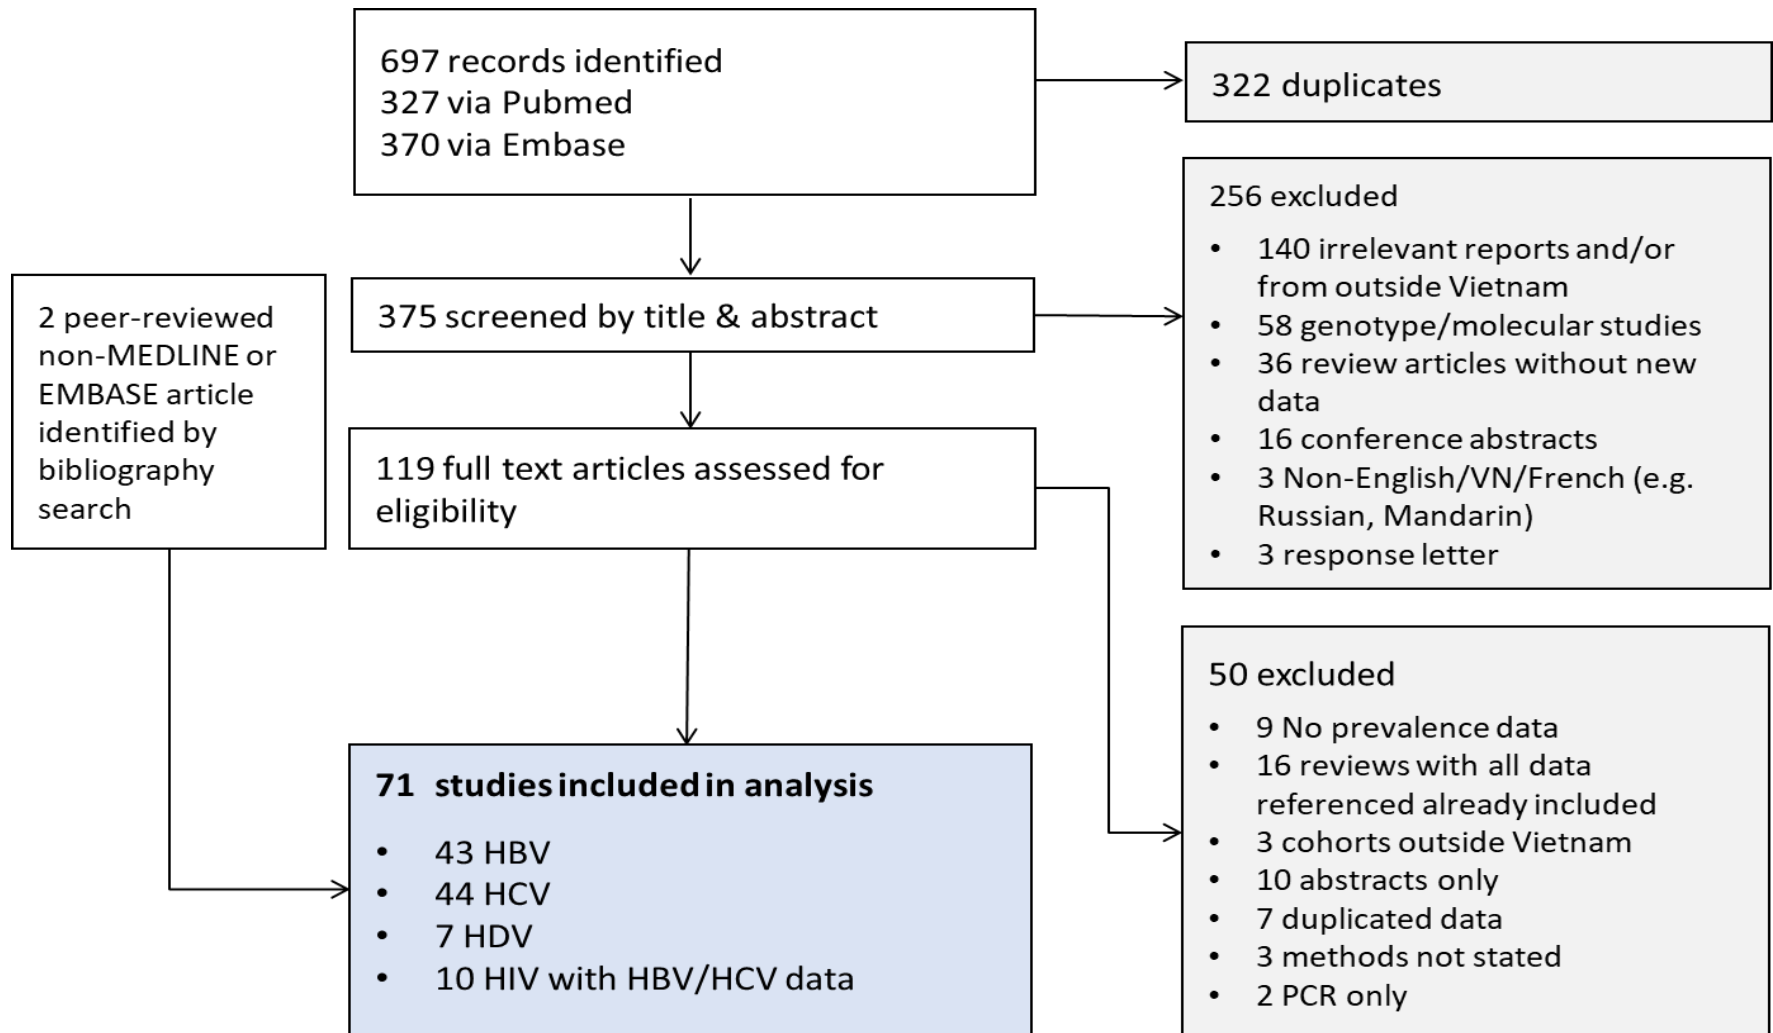 697 records identified
327 via Pubmed
370 via Embase
322 duplicates
256 excluded
• 140 irrelevant reports and/or
from outside Vietnam
• 58 genotype/molecular studies
• 36 review articles without new
data
• 16 conference abstracts
• 3 Non-English/VN/French (e.g.
Russian, Mandarin)
• 3 response letter
375 screened by title & abstract
2 peer-reviewed
non-MEDLINE or
EMBASE article
identified by
bibliography
search
119 full text articles assessed for
eligibility
50 excluded
• 9 No prevalence data
• 16 reviews with all data
referenced already included
• 3 cohorts outside Vietnam
• 10 abstracts only
• 7 duplicated data
• 3 methods not stated
• 2 PCR only
71 studies included in analysis
• 43 HBV
• 44 HCV
• 7 HDV
• 10 HIV with HBV/HCV data